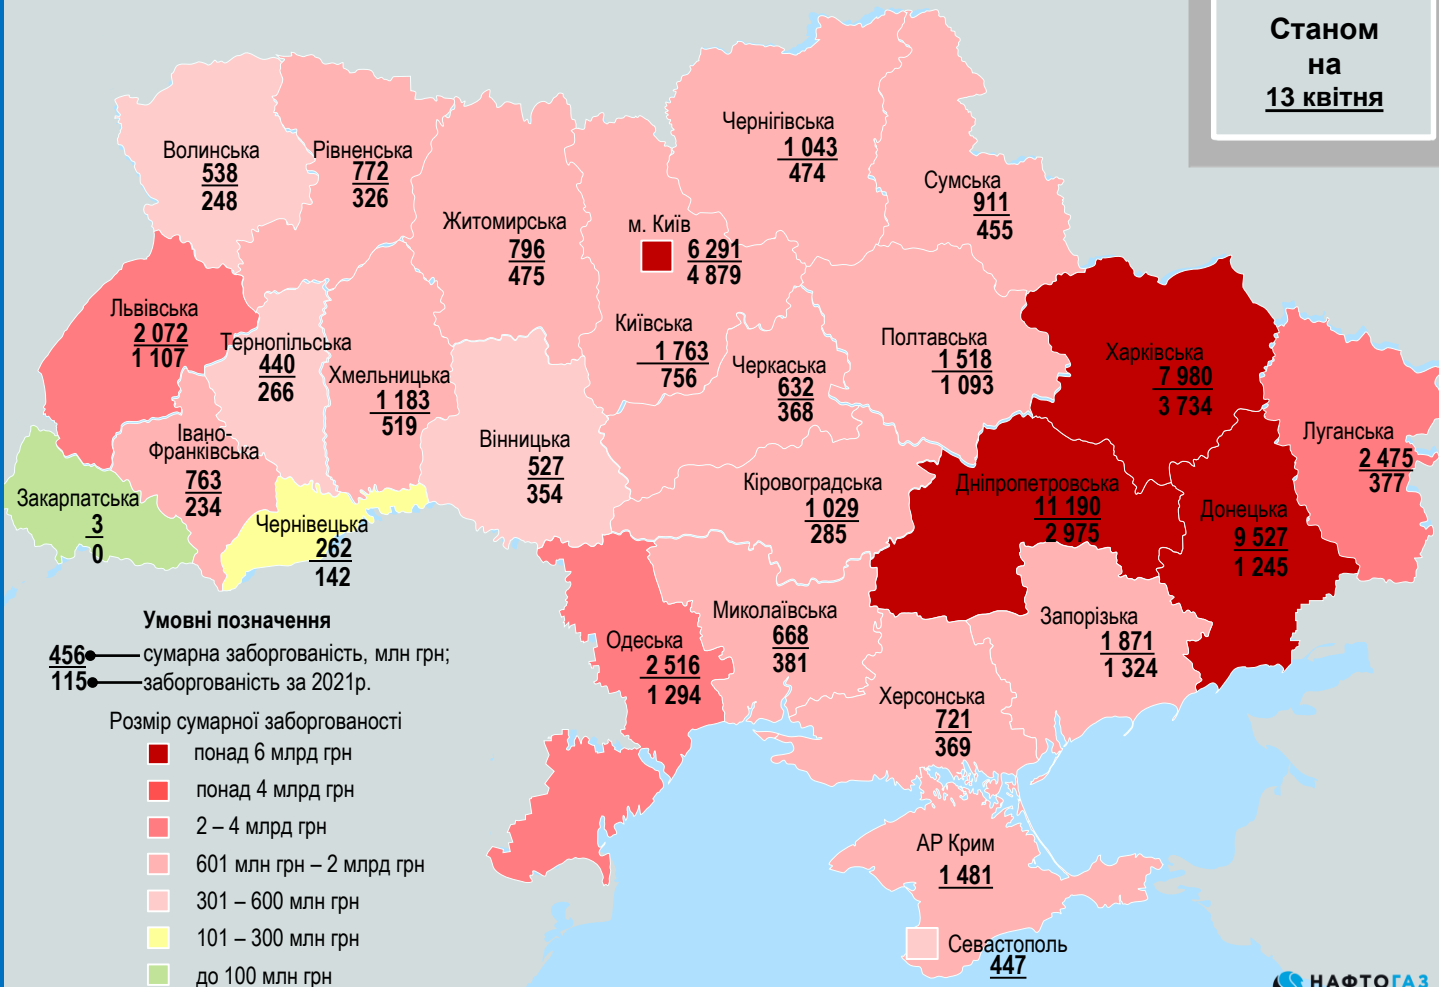 Станом
на
13 квітня
Чернігівська
1 043
474
Волинська
538
248
Рівненська
772
326
Сумська
911
455
Житомирська
796
475
м. Київ
6 291
4 879
Львівська
2 072
1 107
Тернопільська
440
266
Хмельницька
1 183
519
Київська
1 763
756
Черкаська
632
368
Полтавська
1 518
1 093
Харківська
7 980
3 734
Луганська
2 475
377
Івано-
Франківська
763
234
Вінницька
527
354
Закарпатська
3
0
Чернівецька
262
142
Кіровоградська
1 029
285
Дніпропетровська
11 190
2 975
Донецька
9 527
1 245
Одеська
2 516
1 294
Миколаївська
668
381
Запорізька
1 871
1 324
Херсонська
721
369
АР Крим
1 481
Севастополь
447
Умовні позначення
456 сумарна заборгованість, млн грн;
115 заборгованість за 2021р.
Розмір сумарної заборгованості
понад 6 млрд грн
понад 4 млрд грн
2 – 4 млрд грн
601 млн грн – 2 млрд грн
301 – 600 млн грн
101 – 300 млн грн
до 100 млн грн
НАФТОГАЗ